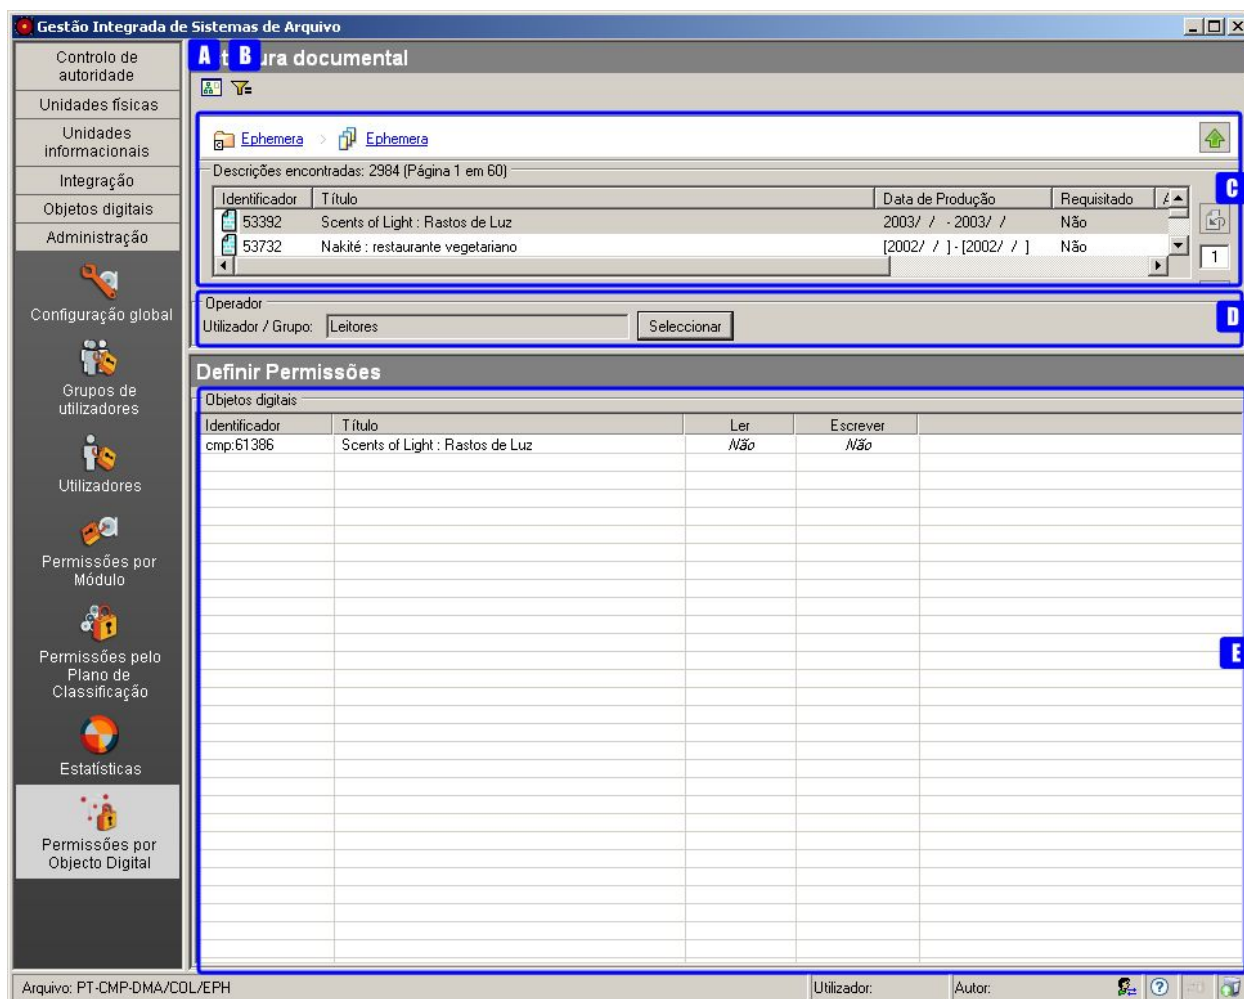 Gestão Integrada de Sistemas de Arquivo
Controlo de
autoridade
Unidades físicas
Unidades
informacionais
Integração
Objetos digitais
Administração
Configuração global
Grupos de
utilizadores
Utilizadores
Permissões por
Módulo
Permissões pelo
Plano de
Classificação
Estatísticas
Permissões por
Objecto Digital
A B ura documental
Ephemera > Ephemera
Descrições encontradas: 2984 (Página 1 em 60)
Identificador Título Data de Produção Requisitado
53392 Scents of Light : Rastos de Luz 2003/ / - 2003/ / Não
53732 Nakité : restaurante vegetariano [2002/ / ] - [2002/ / ] Não
C
1
Operador
Utilizador / Grupo: Leitores Seleccionar
D
Definir Permissões
Objetos digitais
Identificador Título Ler Escrever
cmp:61386 Scents of Light : Rastos de Luz Não Não
E
Arquivo: PT-CMP-DMA/COL/EPH Utilizador: Autor: